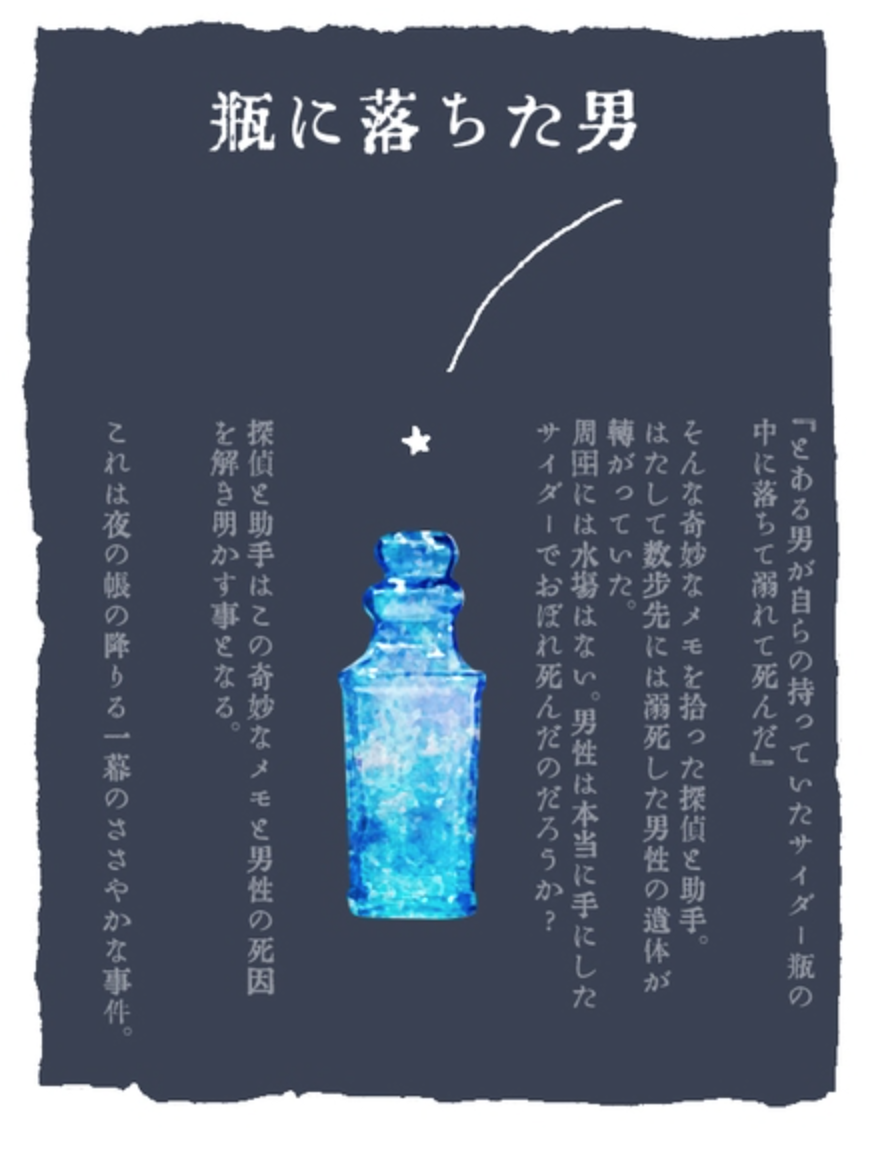 瓶に落ちた男
『とある男が自らの持っていたサイダー瓶の
中に落ちて溺れて死んだ』
そんな奇妙なメモを拾った探偵と助手。
はたして数歩先には溺死した男性の遺体が
轉がっていた。
周囲には水場はない。男性は本当に手にした
サイダーでおぼれ死んだのだろうか？
探偵と助手はこの奇妙なメモと男性の死因
を解き明かす事となる。
これは夜の帳の降りる一幕のささやかな事件。